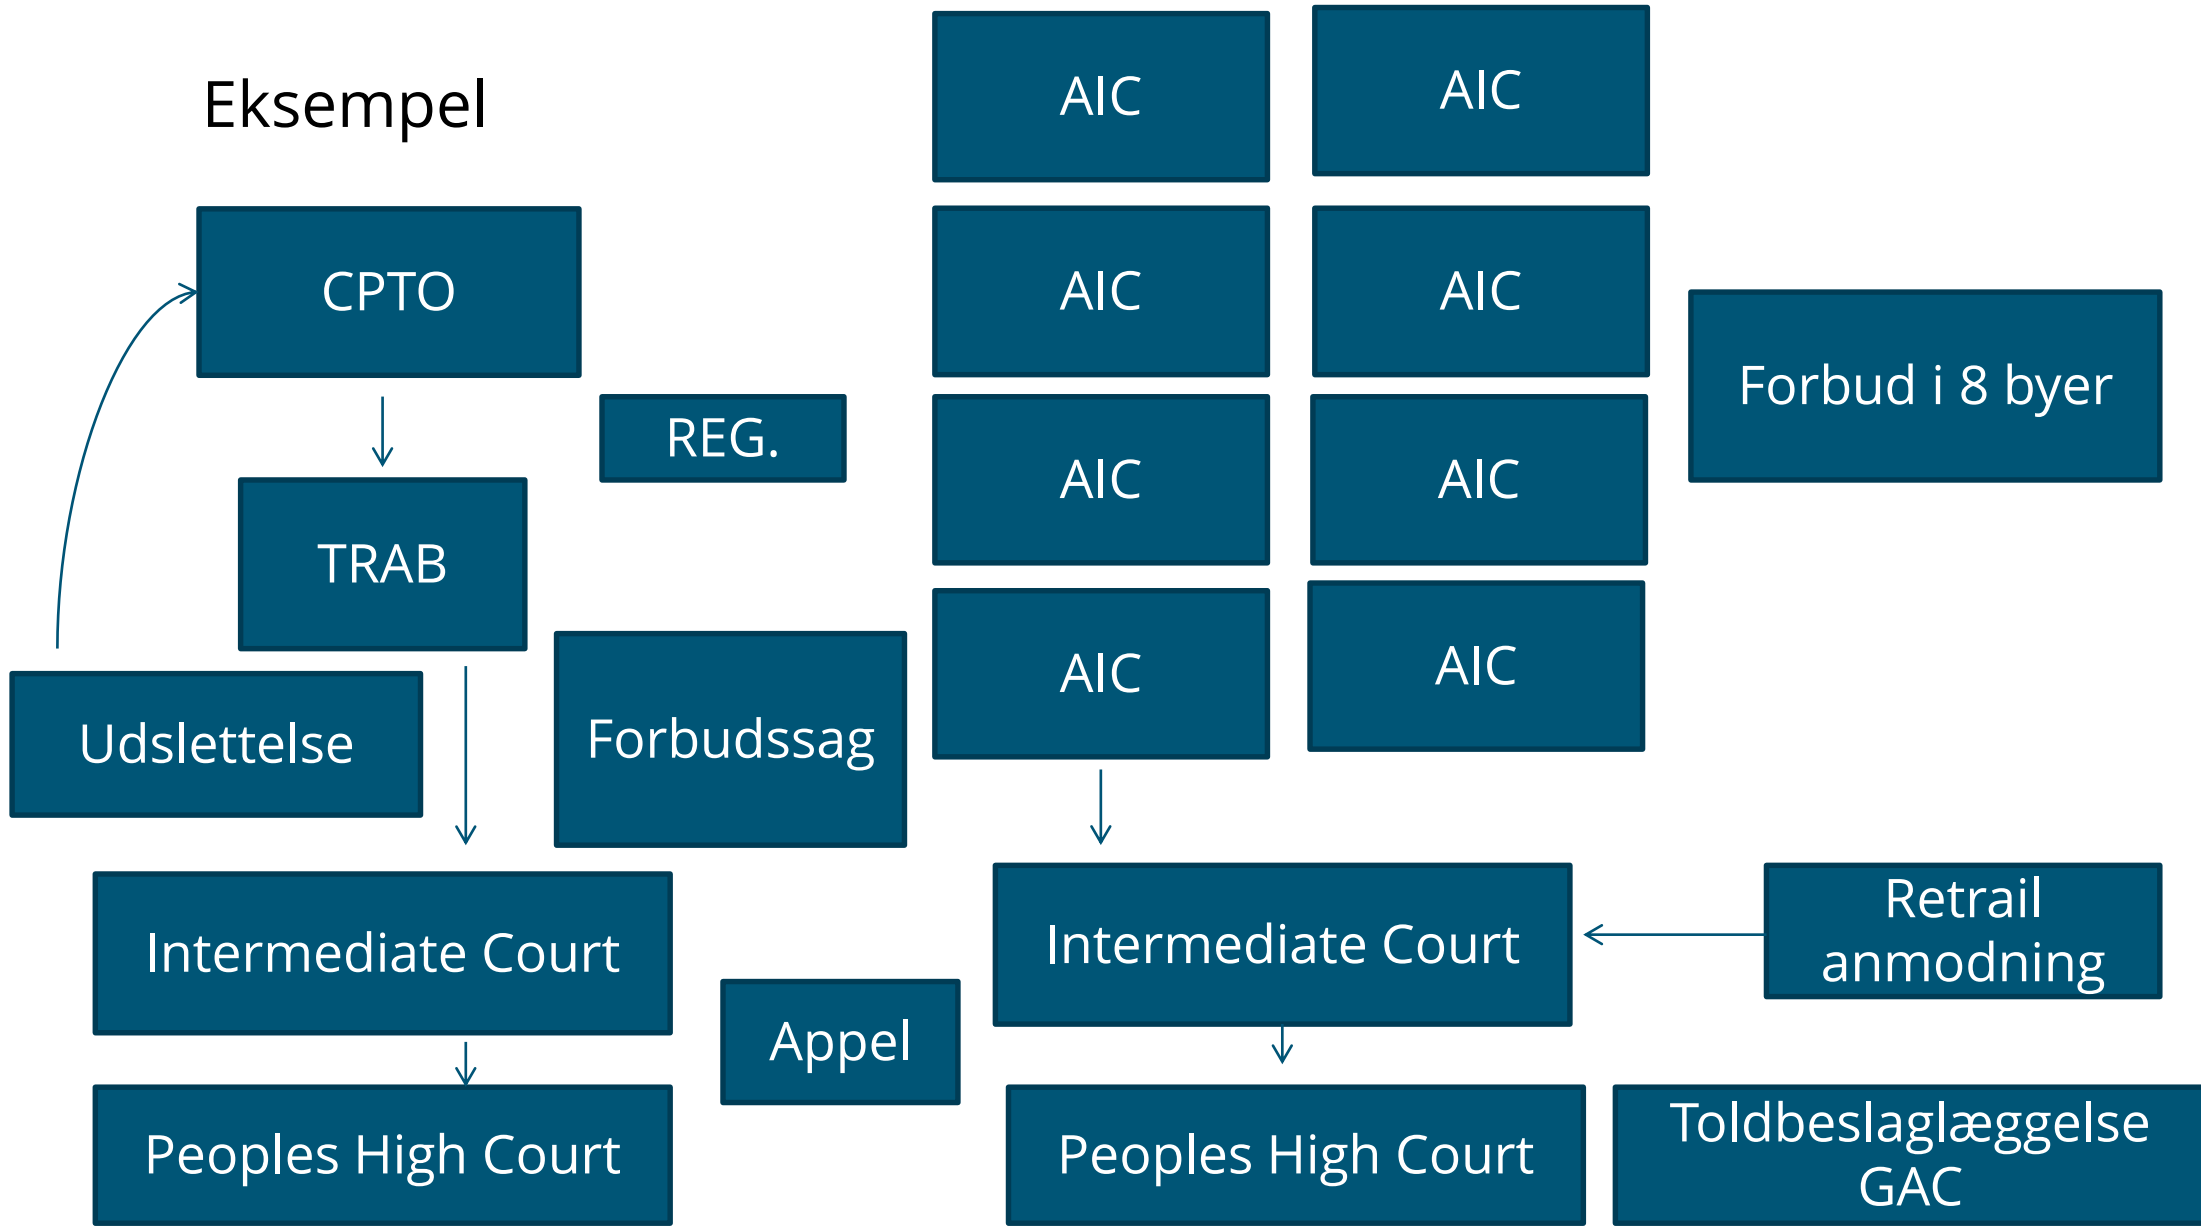 Eksempel
AIC
AIC
CPTO
AIC
AIC
Forbud i 8 byer
REG.
AIC
AIC
TRAB
AIC
AIC
Udslettelse
Forbudssag
Intermediate Court
Intermediate Court
Retrail
anmodning
Appel
Peoples High Court
Peoples High Court
Toldbeslaglæggelse
GAC